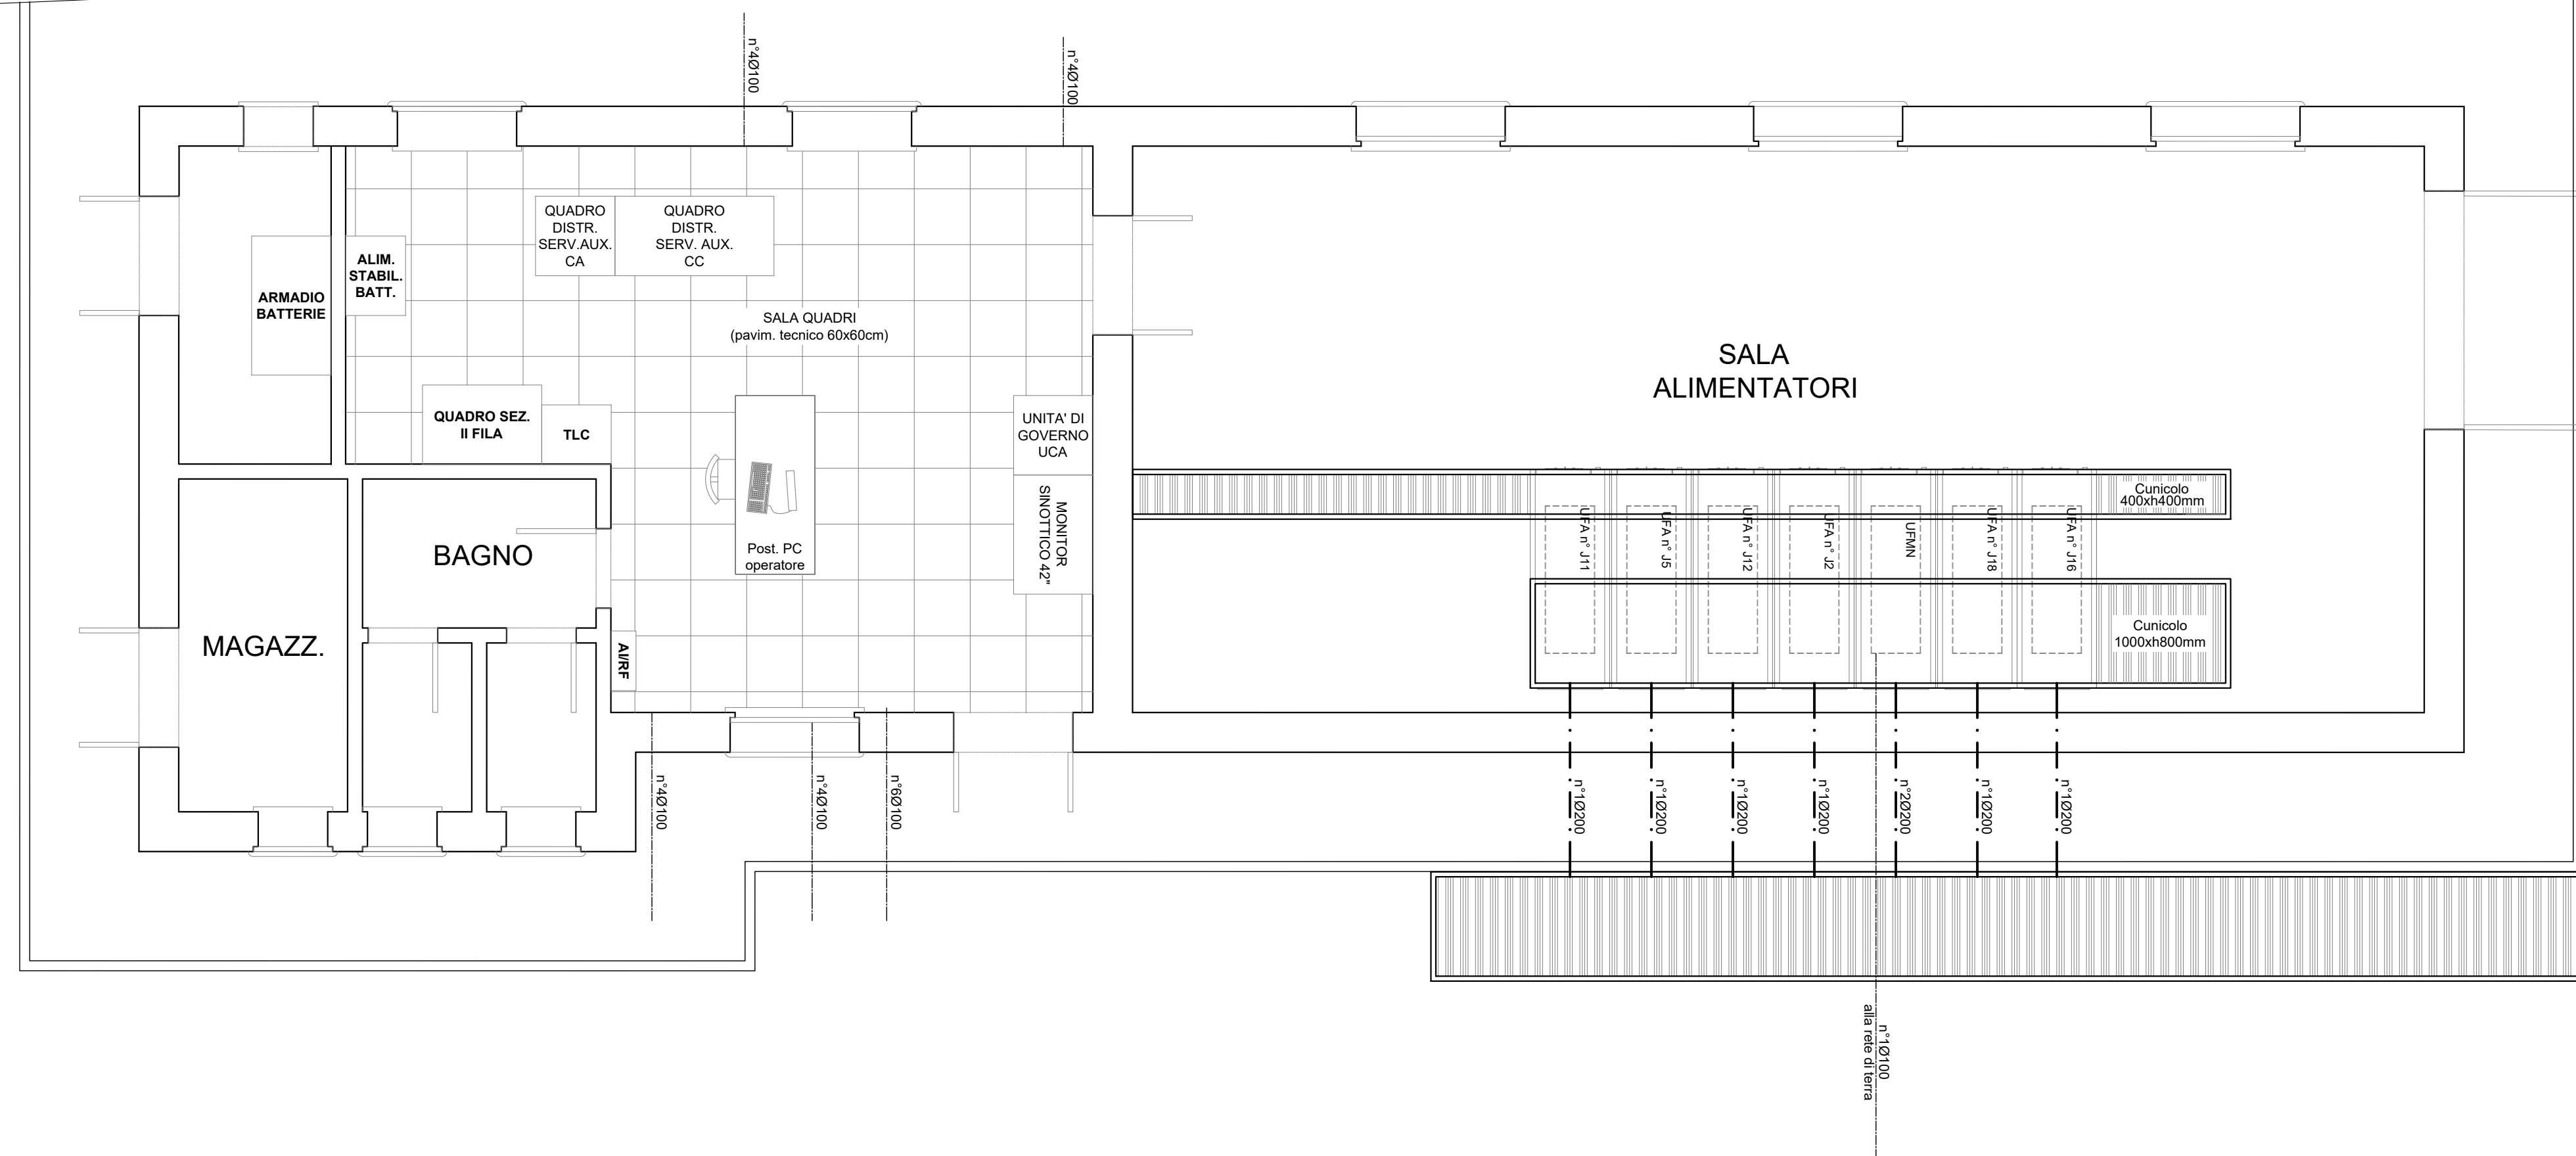 n°4Ø100
n°4Ø100
QUADRO
DISTR.
SERV.AUX.
CA
QUADRO
DISTR.
SERV. AUX.
CC
ALIM.
STABIL.
BATT.
ARMADIO
BATTERIE
SALA QUADRI
(pavim. tecnico 60x60cm)
SALA
ALIMENTATORI
QUADRO SEZ.
II FILA
TLC
UNITA' DI
GOVERNO
UCA
MONITOR
SINOTTICO 42"
Post. PC
operatore
BAGNO
MAGAZZ.
AI/RF
Cunicolo
400xh400mm
UFA n° J11
UFA n° J5
UFA n° J12
UFA n° J2
UFMN
UFA n° J18
UFA n° J16
Cunicolo
1000xh800mm
n°4Ø100
n°4Ø100
n°6Ø100
n°1Ø200
n°1Ø200
n°1Ø200
n°1Ø200
n°2Ø200
n°1Ø200
n°1Ø200
n°1Ø100
alla rete di terra